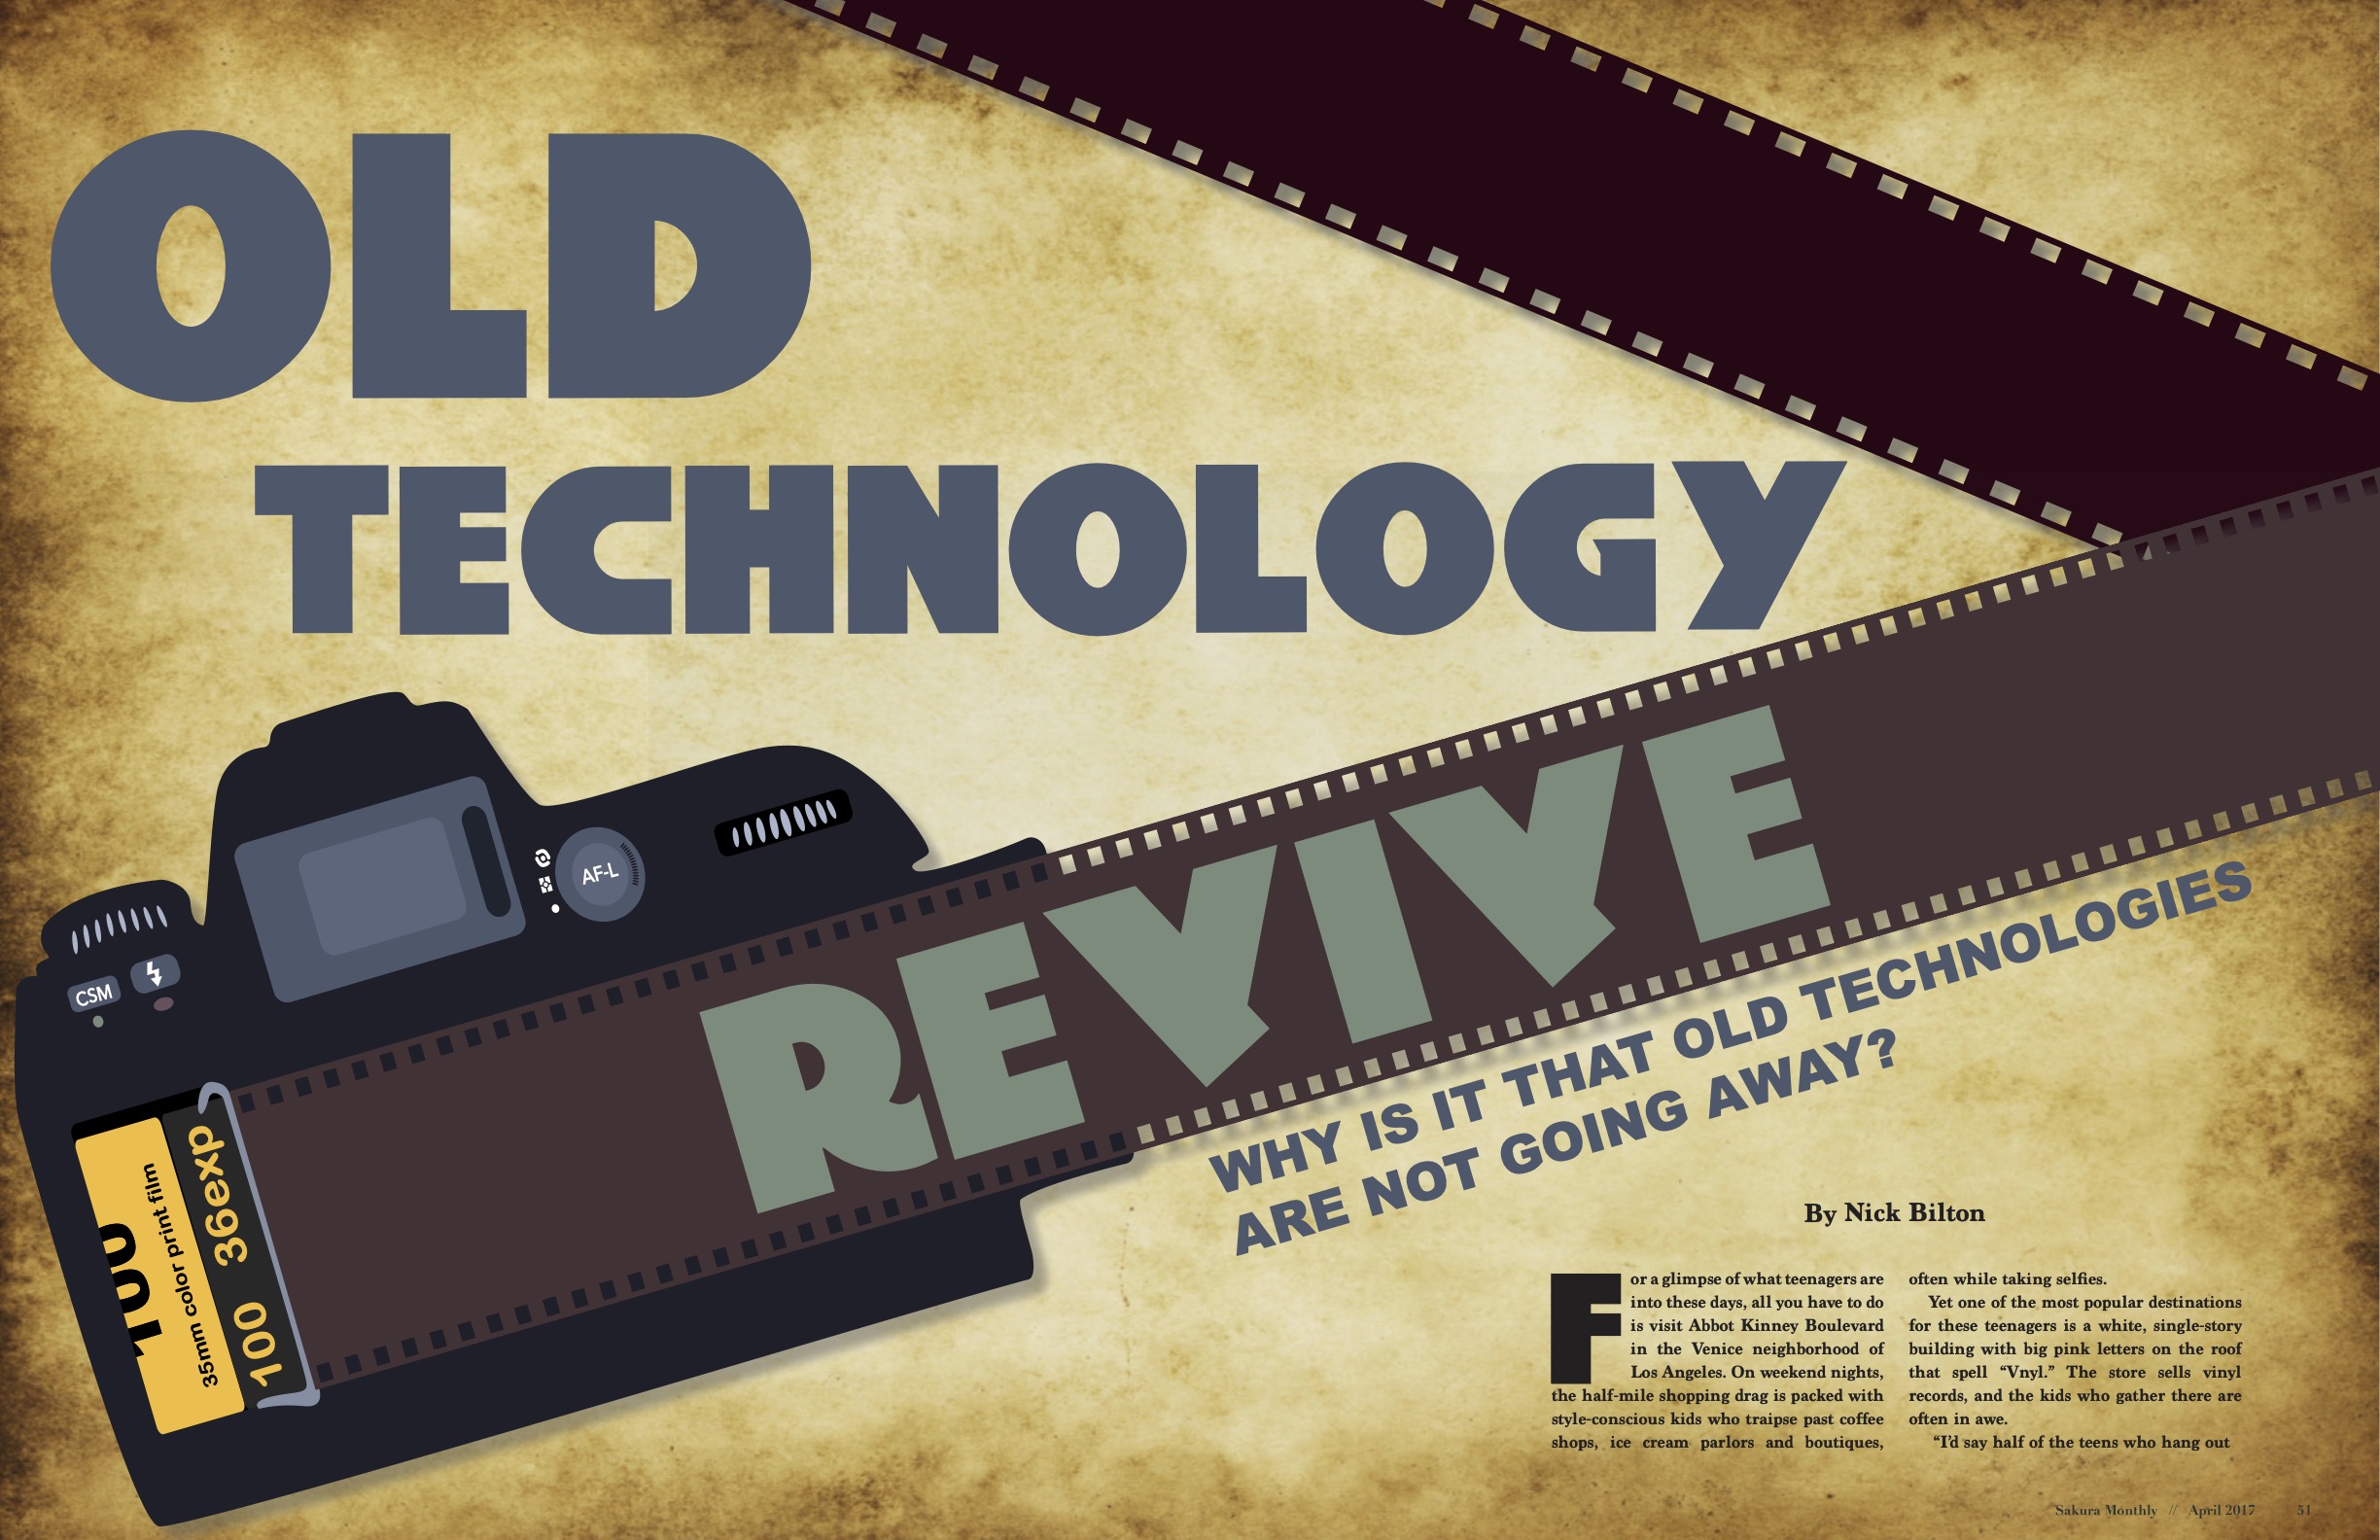 OLD
TECHNOLOGY
REVIVE
WHY IS IT THAT OLD TECHNOLOGIES
ARE NOT GOING AWAY?
AF-L
CSM
100
35mm color print film
100 36exp
By Nick Bilton
For a glimpse of what teenagers are
into these days, all you have to do
is visit Abbot Kinney Boulevard
in the Venice neighborhood of
Los Angeles. On weekend nights,
the half-mile shopping drag is packed with
style-conscious kids who traipse past coffee
shops, ice cream parlors and boutiques,
often while taking selfies.
Yet one of the most popular destinations
for these teenagers is a white, single-story
building with big pink letters on the roof
that spell “Vnyl.” The store sells vinyl
records, and the kids who gather there are
often in awe.
“I’d say half of the teens who hang out
Sakura Monthly // April 2017 51